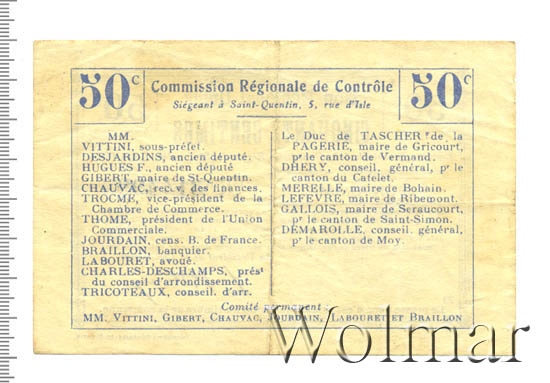 50c
Commission Régionale de Contrôle
Siégeant à Saint-Quentin, 5, rue d'Isle
50c
MM.
VITTINI, sous-préfet.
DESJARDINS, ancien député.
HUGUES F., ancien député
GIBERT, maire de St-Quentin.
CHAUVAC, recev. des finances.
TROCMÉ, vice-président de la
Chambre de Commerce.
THOME, président de l'Union
Commerciale.
JOURDAIN, cens. B. de France.
BRAILLON, banquier.
LABOURET, avoué.
CHARLES-DESCHAMPS, prést
du conseil d'arrondissement.
TRICOTEAUX, conseil. d'arr.
Le Duc de TASCHER de la
PAGERIE, maire de Gricourt,
pr le canton de Vermand.
DHERY, conseil. général, pr le
canton du Catelet.
MERELLE, maire de Bohain.
LEFEVRE, maire de Ribemont.
GALLOIS, maire de Seraucourt,
pr le canton de Saint-Simon.
DEMAROLLE, conseil. général,
pr le canton de Moy.
Comité permanent :
MM. VITTINI, GIBERT, CHAUVAC, JOURDAIN, LABOURET ET BRAILLON
Wolmar